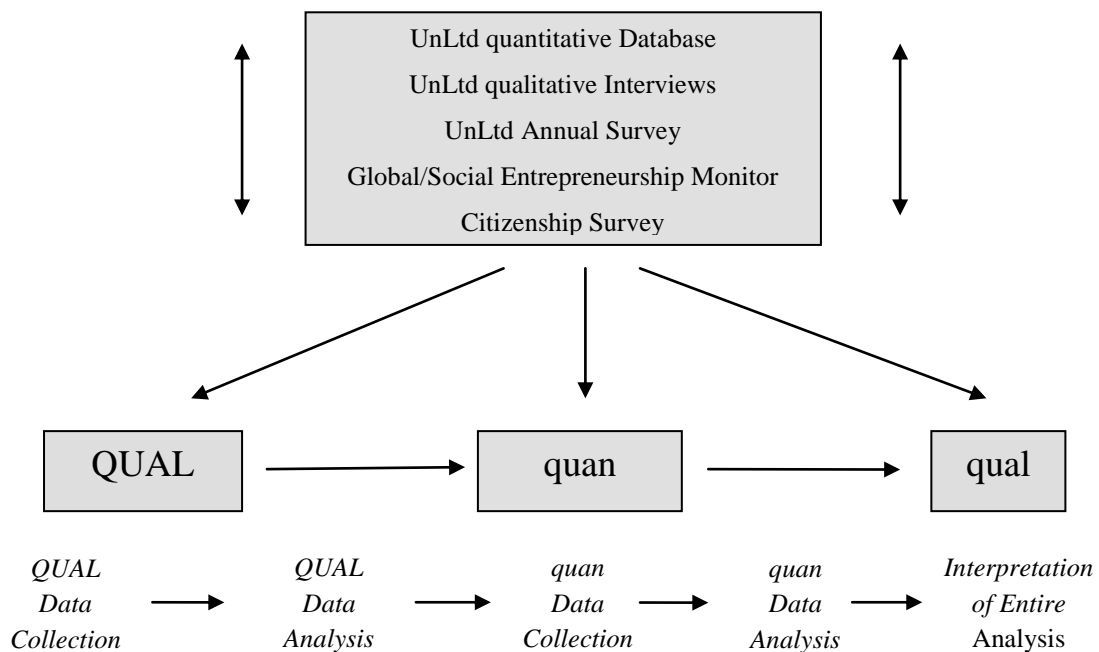 UnLtd quantitative Database
UnLtd qualitative Interviews
UnLtd Annual Survey
Global/Social Entrepreneurship Monitor
Citizenship Survey
QUAL
quan
qual
QUAL
Data
Collection
QUAL
Data
Analysis
quan
Data
Collection
quan
Data
Analysis
Interpretation
of Entire
Analysis